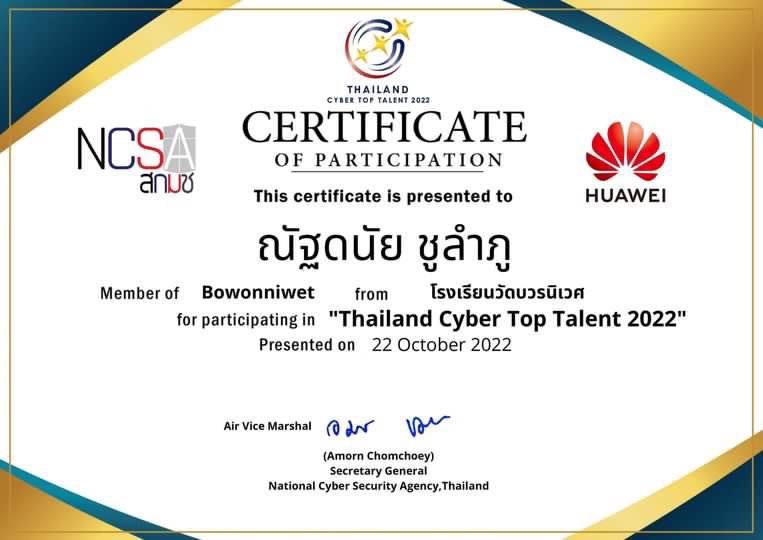 THAILAND
CYBER TOP TALENT 2022
NCSA
สกมช
CERTIFICATE
OF PARTICIPATION
HUAWEI
This certificate is presented to
ณัฐดนัย ชูลำภู
Member of Bowonniwet from โรงเรียนวัดบวรนิเวศ
for participating in "Thailand Cyber Top Talent 2022"
Presented on 22 October 2022
Air Vice Marshal
(Amorn Chomchoey)
Secretary General
National Cyber Security Agency,Thailand